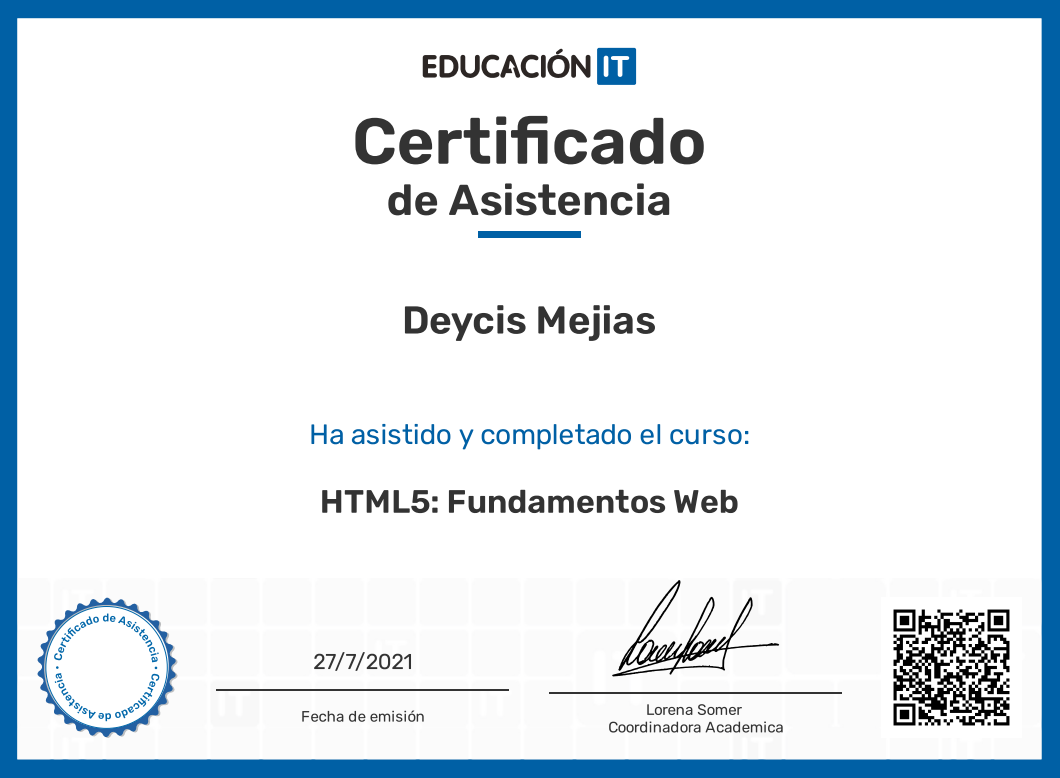 EDUCACIÓN IT
Certificado
de Asistencia
Deycis Mejias
Ha asistido y completado el curso:
HTML5: Fundamentos Web
Certificado de Asistencia • Certificado de Asistencia •
27/7/2021
Fecha de emisión
Lorena Somer
Coordinadora Academica